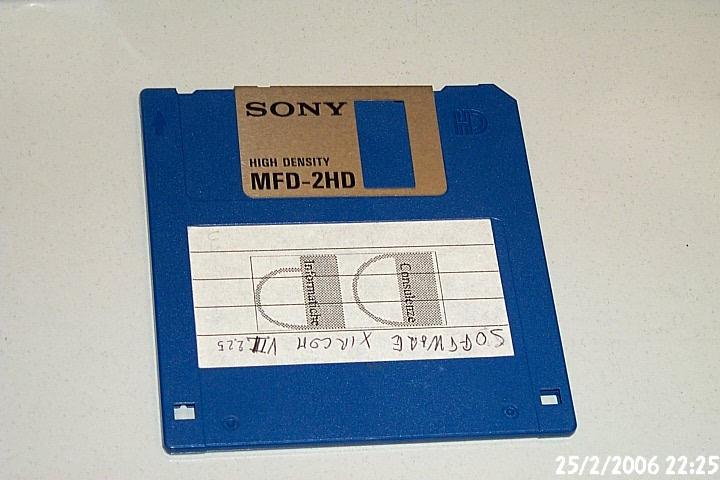 SONY
HD
HIGH DENSITY
MFD-2HD
Informatiche
Consulenze
SOFTWARE XIRCOM
25/2/2006 22:25